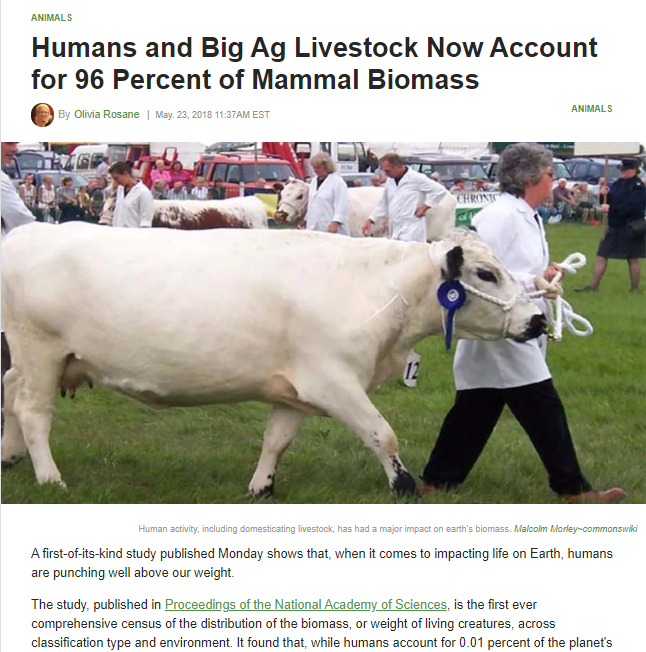 ANIMALS
Humans and Big Ag Livestock Now Account
for 96 Percent of Mammal Biomass
By Olivia Rosane | May. 23, 2018 11:37AM EST
ANIMALS
CHRONIC
12
Human activity, including domesticating livestock, has had a major impact on earth's biomass. Malcolm Morley~commonswiki
A first-of-its-kind study published Monday shows that, when it comes to impacting life on Earth, humans
are punching well above our weight.
The study, published in Proceedings of the National Academy of Sciences, is the first ever
comprehensive census of the distribution of the biomass, or weight of living creatures, across
classification type and environment. It found that, while humans account for 0.01 percent of the planet's